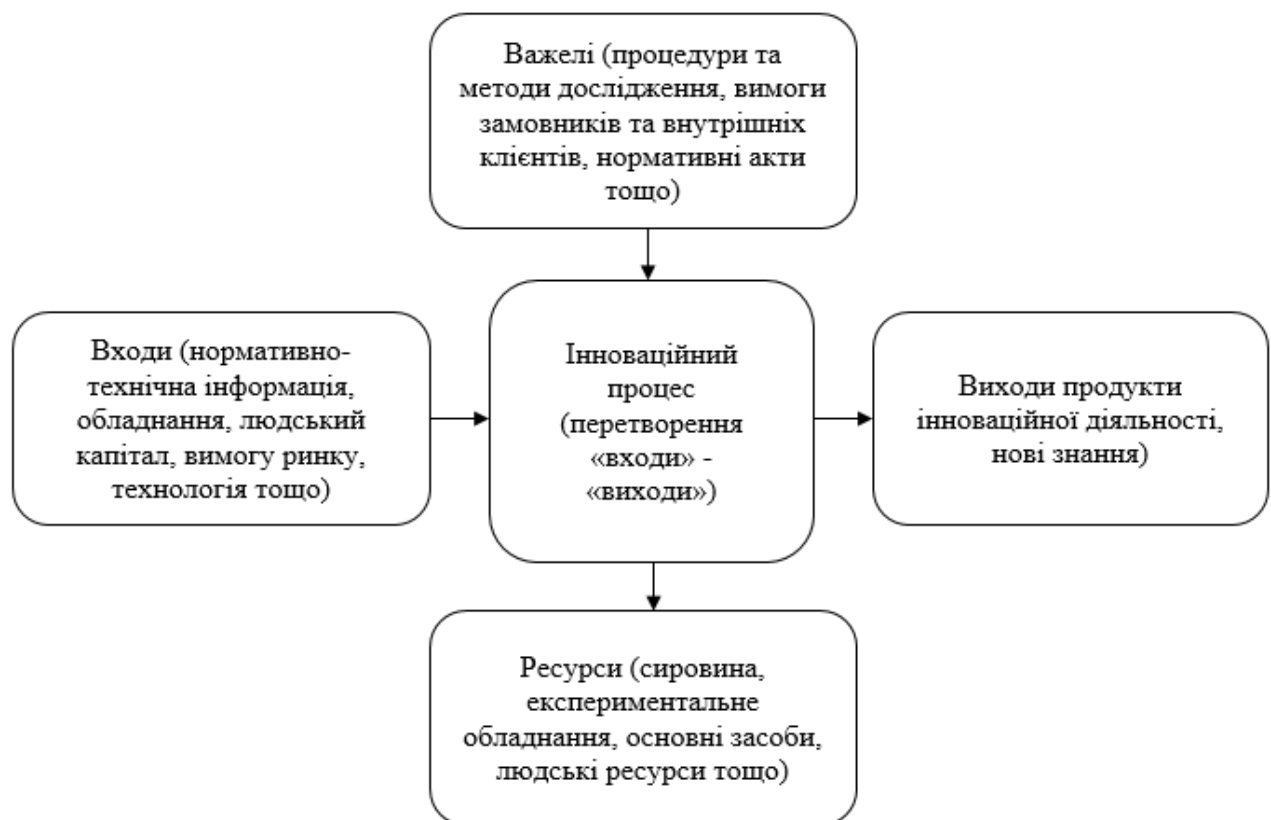 Важелі (процедури та
методи дослідження, вимоги
замовників та внутрішніх
клієнтів, нормативні акти
тощо)
Входи (нормативно-
технічна інформація,
обладнання, людський
капітал, вимогу ринку,
технологія тощо)
Інноваційний
процес
(перетворення
«входи» -
«виходи»)
Виходи продукти
інноваційної діяльності,
нові знання)
Ресурси (сировина,
експериментальне
обладнання, основні засоби,
людські ресурси тощо)